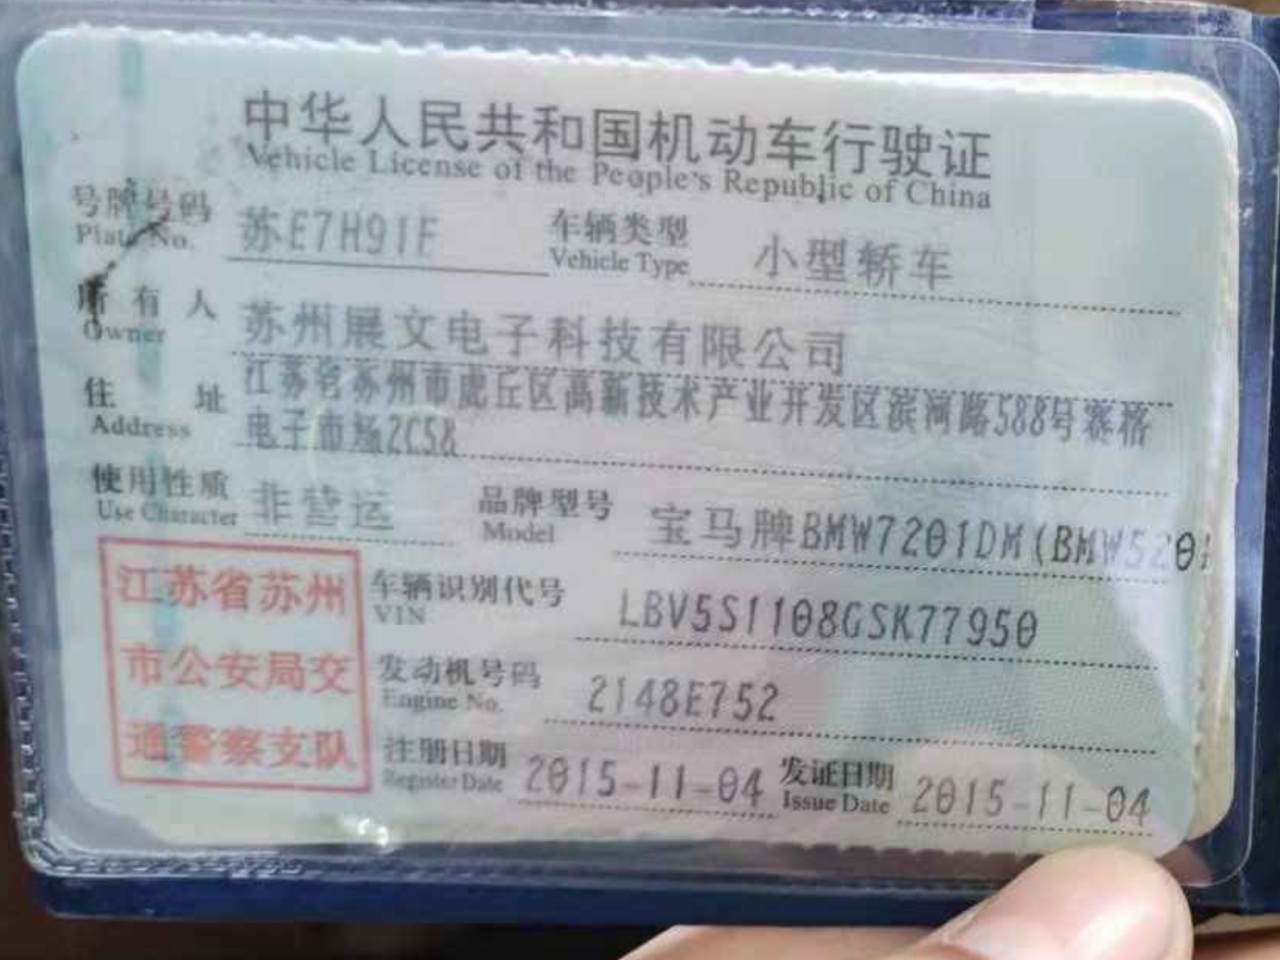 中华人民共和国机动车行驶证
Vehicle License of the People's Republic of China
号牌号码 苏E7H91F 车辆类型 小型轿车
Plate No. Vehicle Type
所有人 苏州展文电子科技有限公司
Owner
住址 江苏省苏州市虎丘区高新技术产业开发区滨河路588号赛格
Address 电子市场2C58
使用性质 非营运 品牌型号 宝马牌BMW7201DM(BMW520i
Use Character Model
江苏省苏州
市公安局交
通警察支队
车辆识别代号 LBV5S1108GSK77950
VIN
发动机号码 2148E752
Engine No.
注册日期 2015-11-04 发证日期 2015-11-04
Register Date Issue Date